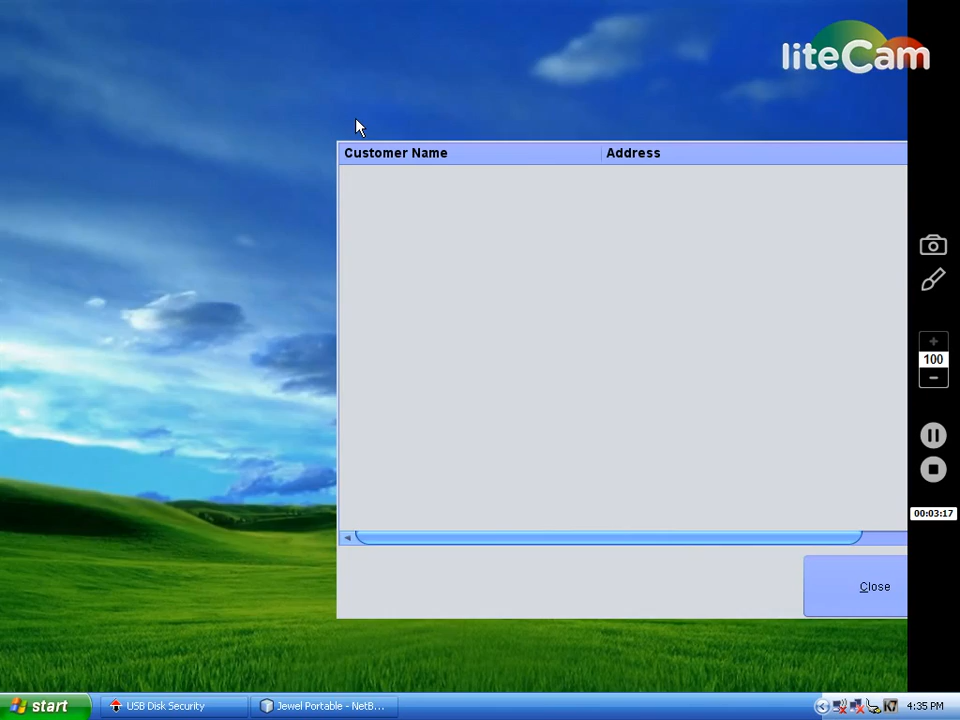 liteCam
Customer Name Address
100
00:03:17
Close
start USB Disk Security Jewel Portable - NetB... K7 4:35 PM